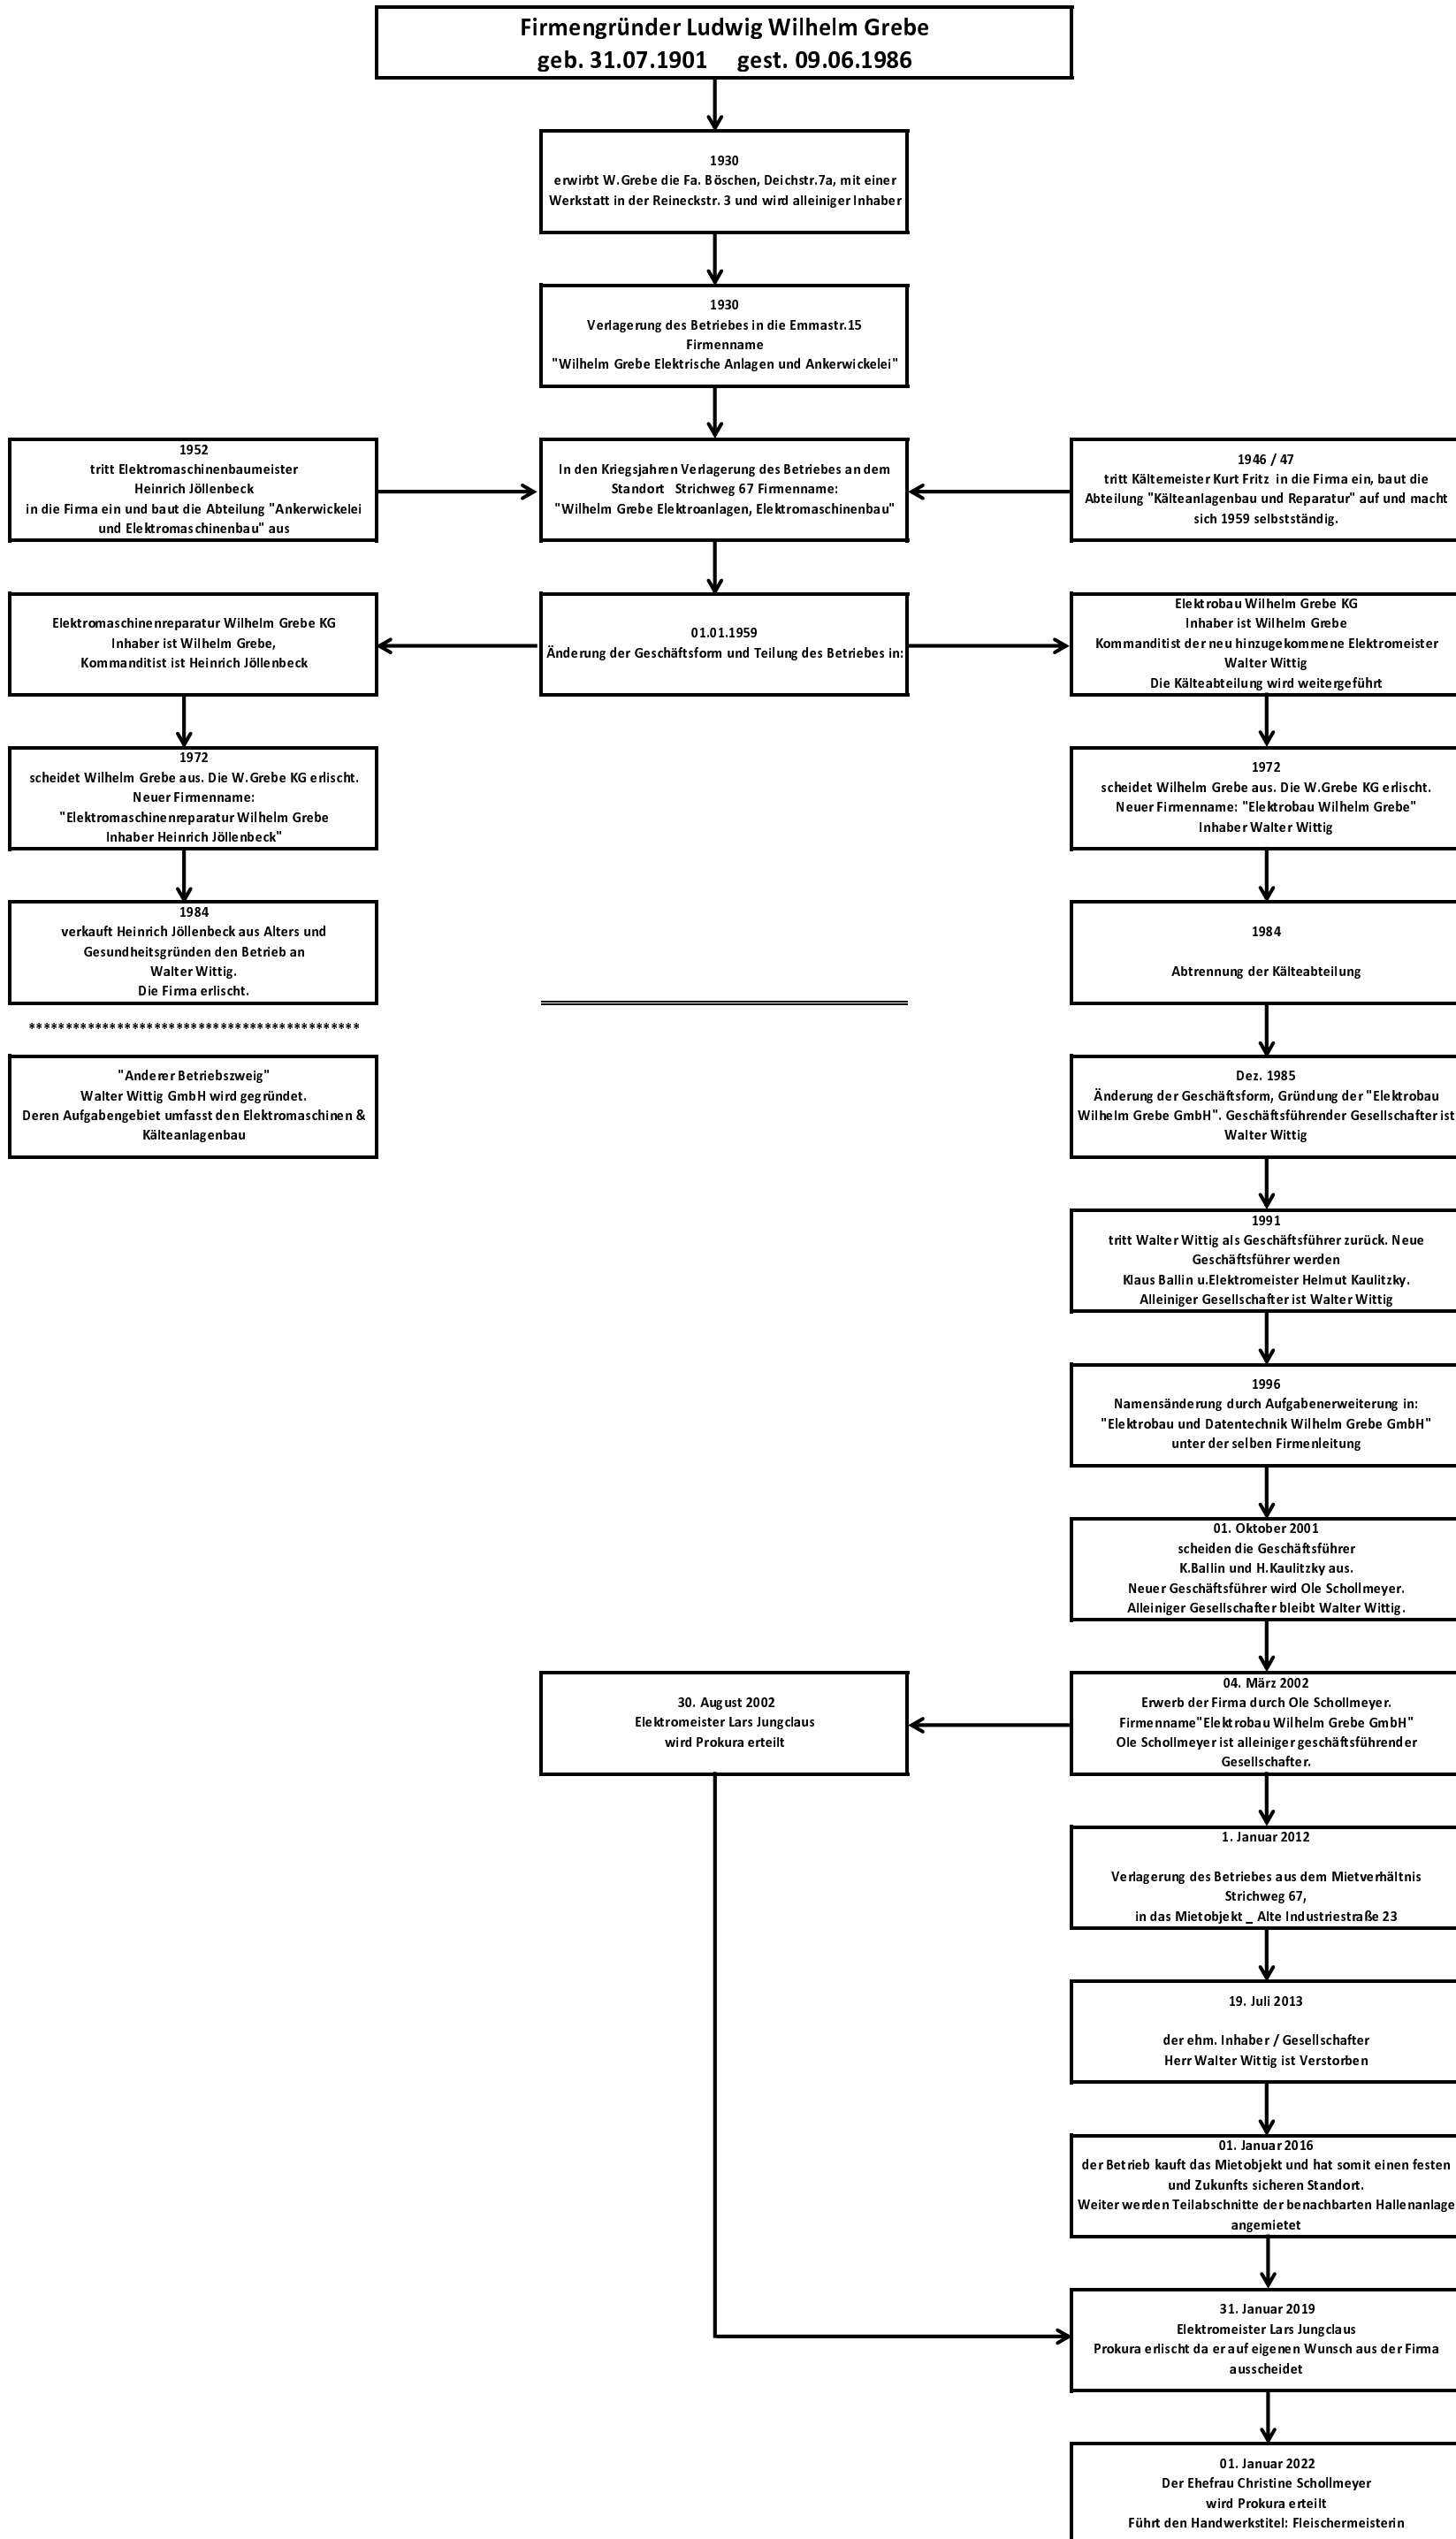 Firmengründer Ludwig Wilhelm Grebe
geb. 31.07.1901 gest. 09.06.1986
1930
erwirbt W.Grebe die Fa. Böschen, Deichstr.7a, mit einer
Werkstatt in der Reineckstr. 3 und wird alleiniger Inhaber
1930
Verlagerung des Betriebes in die Emmastr.15
Firmenname
"Wilhelm Grebe Elektrische Anlagen und Ankerwickelei"
1952
tritt Elektromaschinenbaumeister
Heinrich Jöllenbeck
in die Firma ein und baut die Abteilung "Ankerwickelei
und Elektromaschinenbau" aus
In den Kriegsjahren Verlagerung des Betriebes an dem
Standort Strichweg 67 Firmenname:
"Wilhelm Grebe Elektroanlagen, Elektromaschinenbau"
1946 / 47
tritt Kältemeister Kurt Fritz in die Firma ein, baut die
Abteilung "Kälteanlagenbau und Reparatur" auf und macht
sich 1959 selbstständig.
Elektromaschinenreparatur Wilhelm Grebe KG
Inhaber ist Wilhelm Grebe,
Kommanditist ist Heinrich Jöllenbeck
01.01.1959
Änderung der Geschäftsform und Teilung des Betriebes in:
Elektrobau Wilhelm Grebe KG
Inhaber ist Wilhelm Grebe
Kommanditist der neu hinzugekommene Elektromeister
Walter Wittig
Die Kälteabteilung wird weitergeführt
1972
scheidet Wilhelm Grebe aus. Die W.Grebe KG erlischt.
Neuer Firmenname:
"Elektromaschinenreparatur Wilhelm Grebe
Inhaber Heinrich Jöllenbeck"
1972
scheidet Wilhelm Grebe aus. Die W.Grebe KG erlischt.
Neuer Firmenname: "Elektrobau Wilhelm Grebe"
Inhaber Walter Wittig
1984
verkauft Heinrich Jöllenbeck aus Alters und
Gesundheitsgründen den Betrieb an
Walter Wittig.
Die Firma erlischt.
1984
Abtrennung der Kälteabteilung
*********************************************
"Anderer Betriebszweig"
Walter Wittig GmbH wird gegründet.
Deren Aufgabengebiet umfasst den Elektromaschinen &
Kälteanlagenbau
Dez. 1985
Änderung der Geschäftsform, Gründung der "Elektrobau
Wilhelm Grebe GmbH". Geschäftsführender Gesellschafter ist
Walter Wittig
1991
tritt Walter Wittig als Geschäftsführer zurück. Neue
Geschäftsführer werden
Klaus Ballin u.Elektromeister Helmut Kaulitzky.
Alleiniger Gesellschafter ist Walter Wittig
1996
Namensänderung durch Aufgabenerweiterung in:
"Elektrobau und Datentechnik Wilhelm Grebe GmbH"
unter der selben Firmenleitung
01. Oktober 2001
scheiden die Geschäftsführer
K.Ballin und H.Kaulitzky aus.
Neuer Geschäftsführer wird Ole Schollmeyer.
Alleiniger Gesellschafter bleibt Walter Wittig.
30. August 2002
Elektromeister Lars Jungclaus
wird Prokura erteilt
04. März 2002
Erwerb der Firma durch Ole Schollmeyer.
Firmenname"Elektrobau Wilhelm Grebe GmbH"
Ole Schollmeyer ist alleiniger geschäftsführender
Gesellschafter.
1. Januar 2012
Verlagerung des Betriebes aus dem Mietverhältnis
Strichweg 67,
in das Mietobjekt _ Alte Industriestraße 23
19. Juli 2013
der ehm. Inhaber / Gesellschafter
Herr Walter Wittig ist Verstorben
01. Januar 2016
der Betrieb kauft das Mietobjekt und hat somit einen festen
und Zukunfts sicheren Standort.
Weiter werden Teilabschnitte der benachbarten Hallenanlage
angemietet
31. Januar 2019
Elektromeister Lars Jungclaus
Prokura erlischt da er auf eigenen Wunsch aus der Firma
ausscheidet
01. Januar 2022
Der Ehefrau Christine Schollmeyer
wird Prokura erteilt
Führt den Handwerkstitel: Fleischermeisterin